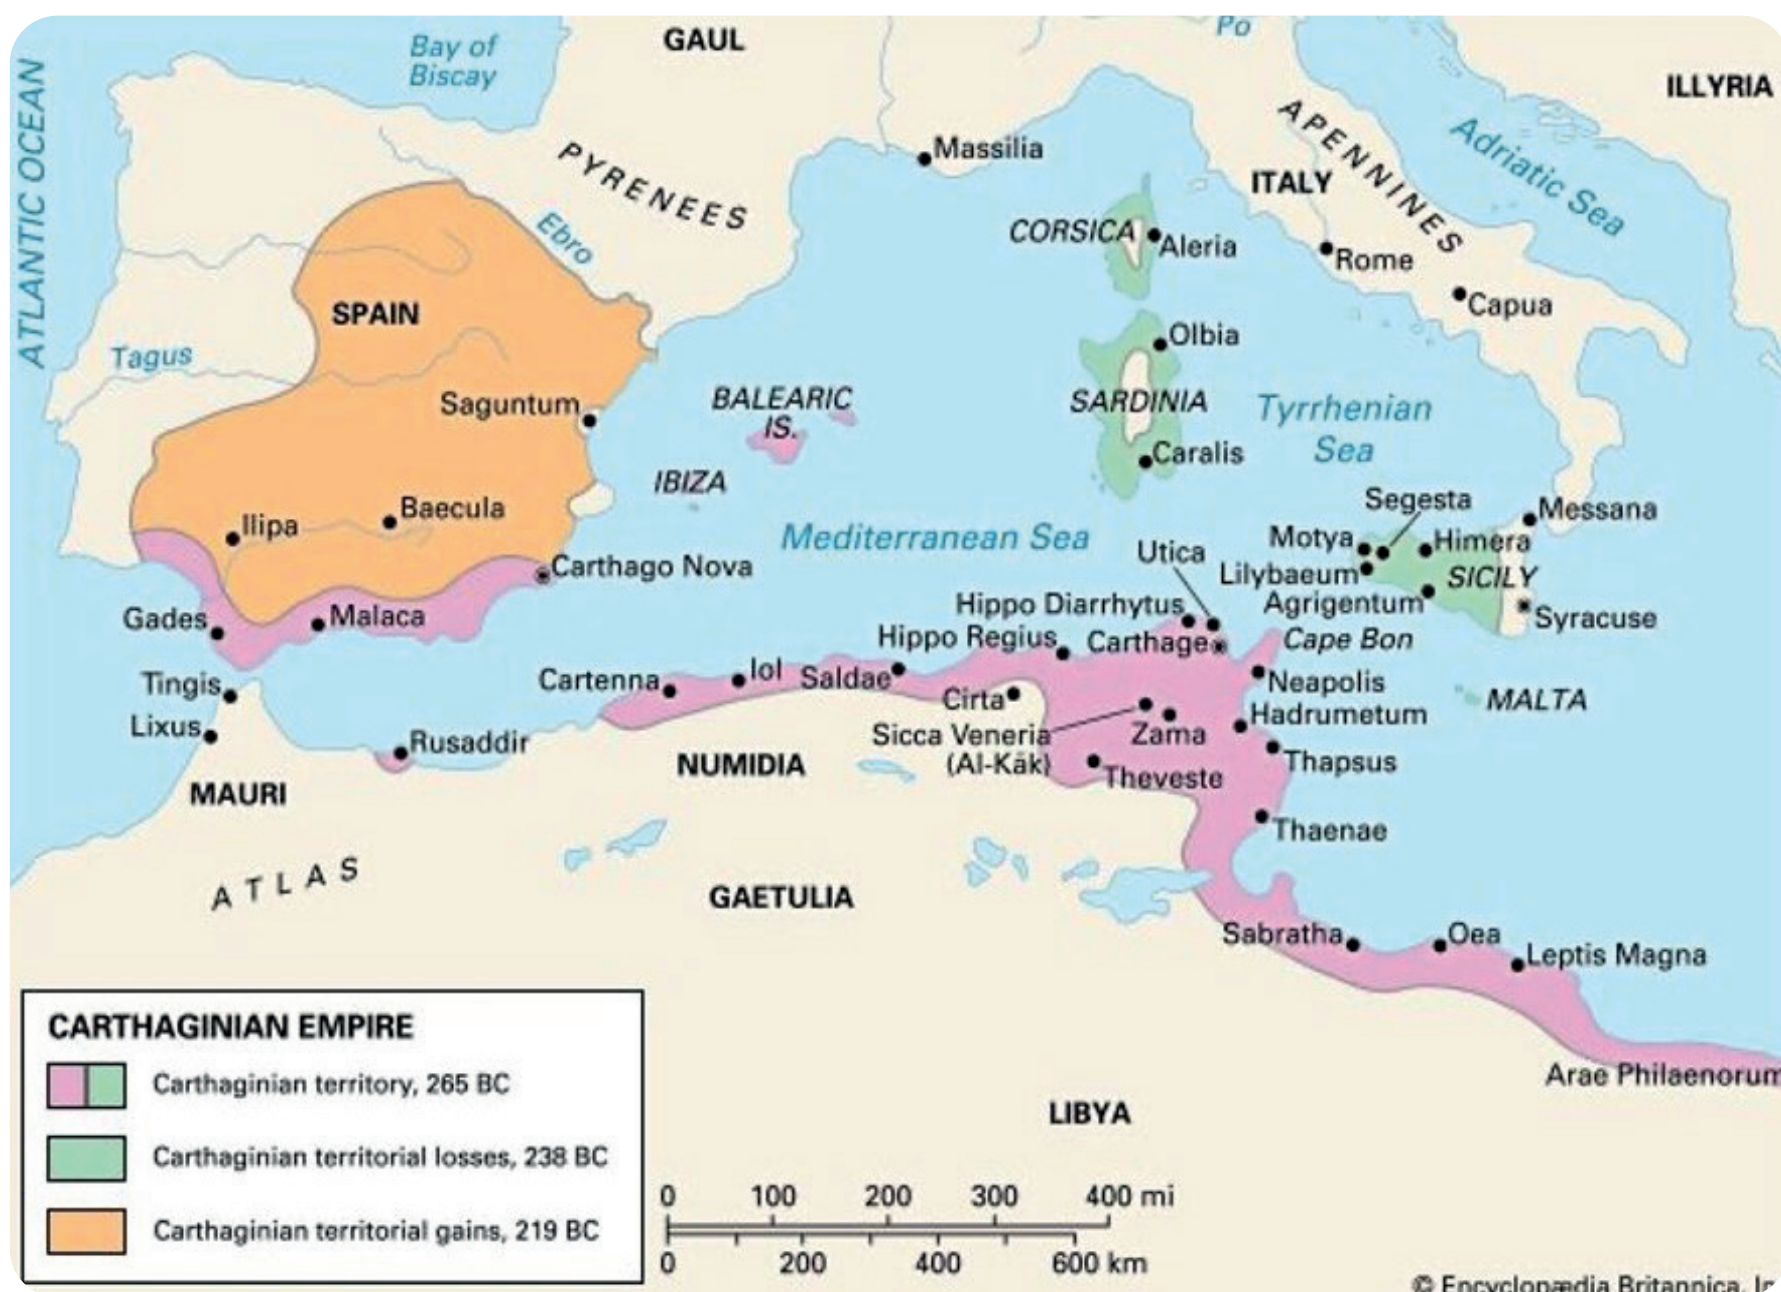 Bay of
Biscay
GAUL
Po
ILLYRIA
ATLANTIC OCEAN
PYRENEES
Massilia
APENNINES
ITALY
Adriatic Sea
Ebro
CORSICA
Aleria
Rome
Capua
SPAIN
Tagus
Olbia
Saguntum
BALEARIC
IS.
SARDINIA
Tyrrhenian
Sea
IBIZA
Caralis
Ilipa
Baecula
Mediterranean Sea
Segesta
Messana
Motya
Himera
Utica
Lilybaeum
SICILY
Carthago Nova
Agrigentum
Syracuse
Gades
Malaca
Hippo Diarrhytus
Hippo Regius
Carthage
Cape Bon
Tingis
Cartenna
Iol
Saldae
Cirta
Neapolis
MALTA
Lixus
Rusaddir
Hadrumetum
Sicca Veneria
(Al-Kāk)
Zama
NUMIDIA
Thapsus
Theveste
MAURI
Thaenae
ATLAS
GAETULIA
Sabratha
Oea
Leptis Magna
Arae Philaenorum
LIBYA
CARTHAGINIAN EMPIRE
Carthaginian territory, 265 BC
Carthaginian territorial losses, 238 BC
Carthaginian territorial gains, 219 BC
0 100 200 300 400 mi
0 200 400 600 km
© Encyclopædia Britannica,